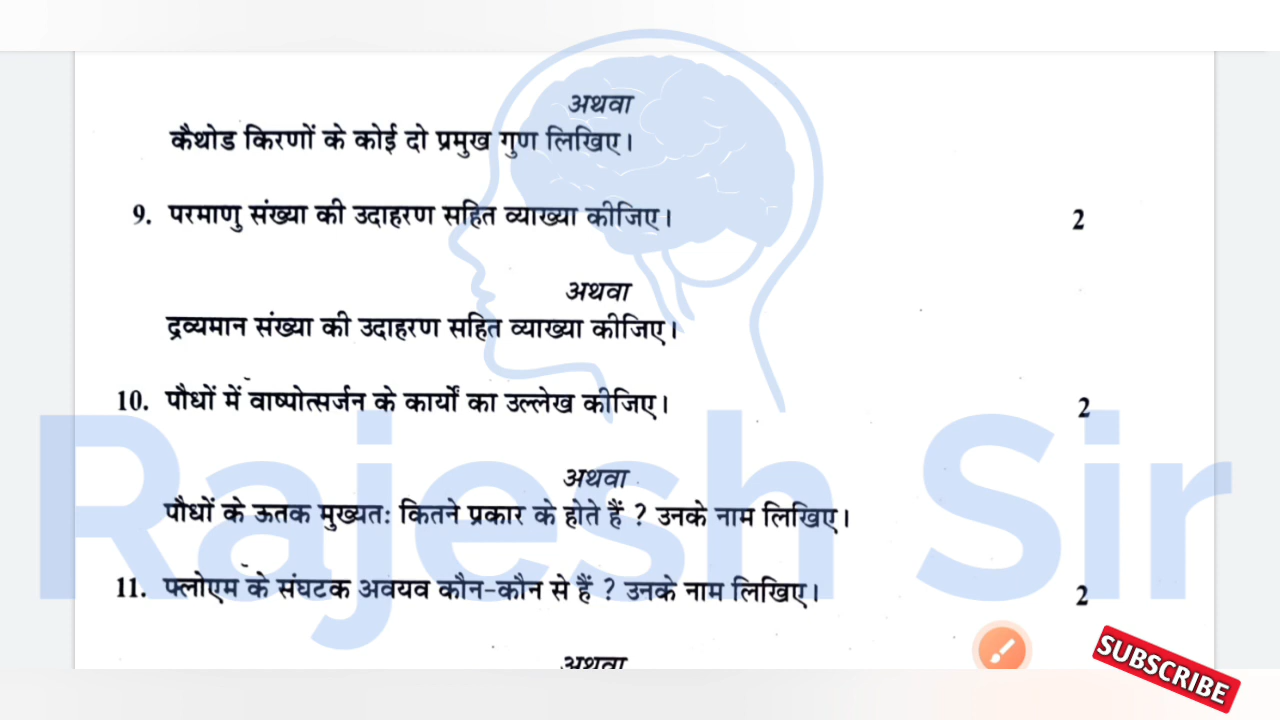 अथवा
कैथोड किरणों के कोई दो प्रमुख गुण लिखिए।
9. परमाणु संख्या की उदाहरण सहित व्याख्या कीजिए। 2
अथवा
द्रव्यमान संख्या की उदाहरण सहित व्याख्या कीजिए।
10. पौधों में वाष्पोत्सर्जन के कार्यों का उल्लेख कीजिए। 2
Rajesh Sir
अथवा
पौधों के ऊतक मुख्यतः कितने प्रकार के होते हैं ? उनके नाम लिखिए।
11. फ्लोएम के संघटक अवयव कौन-कौन से हैं ? उनके नाम लिखिए। 2
अथवा
SUBSCRIBE